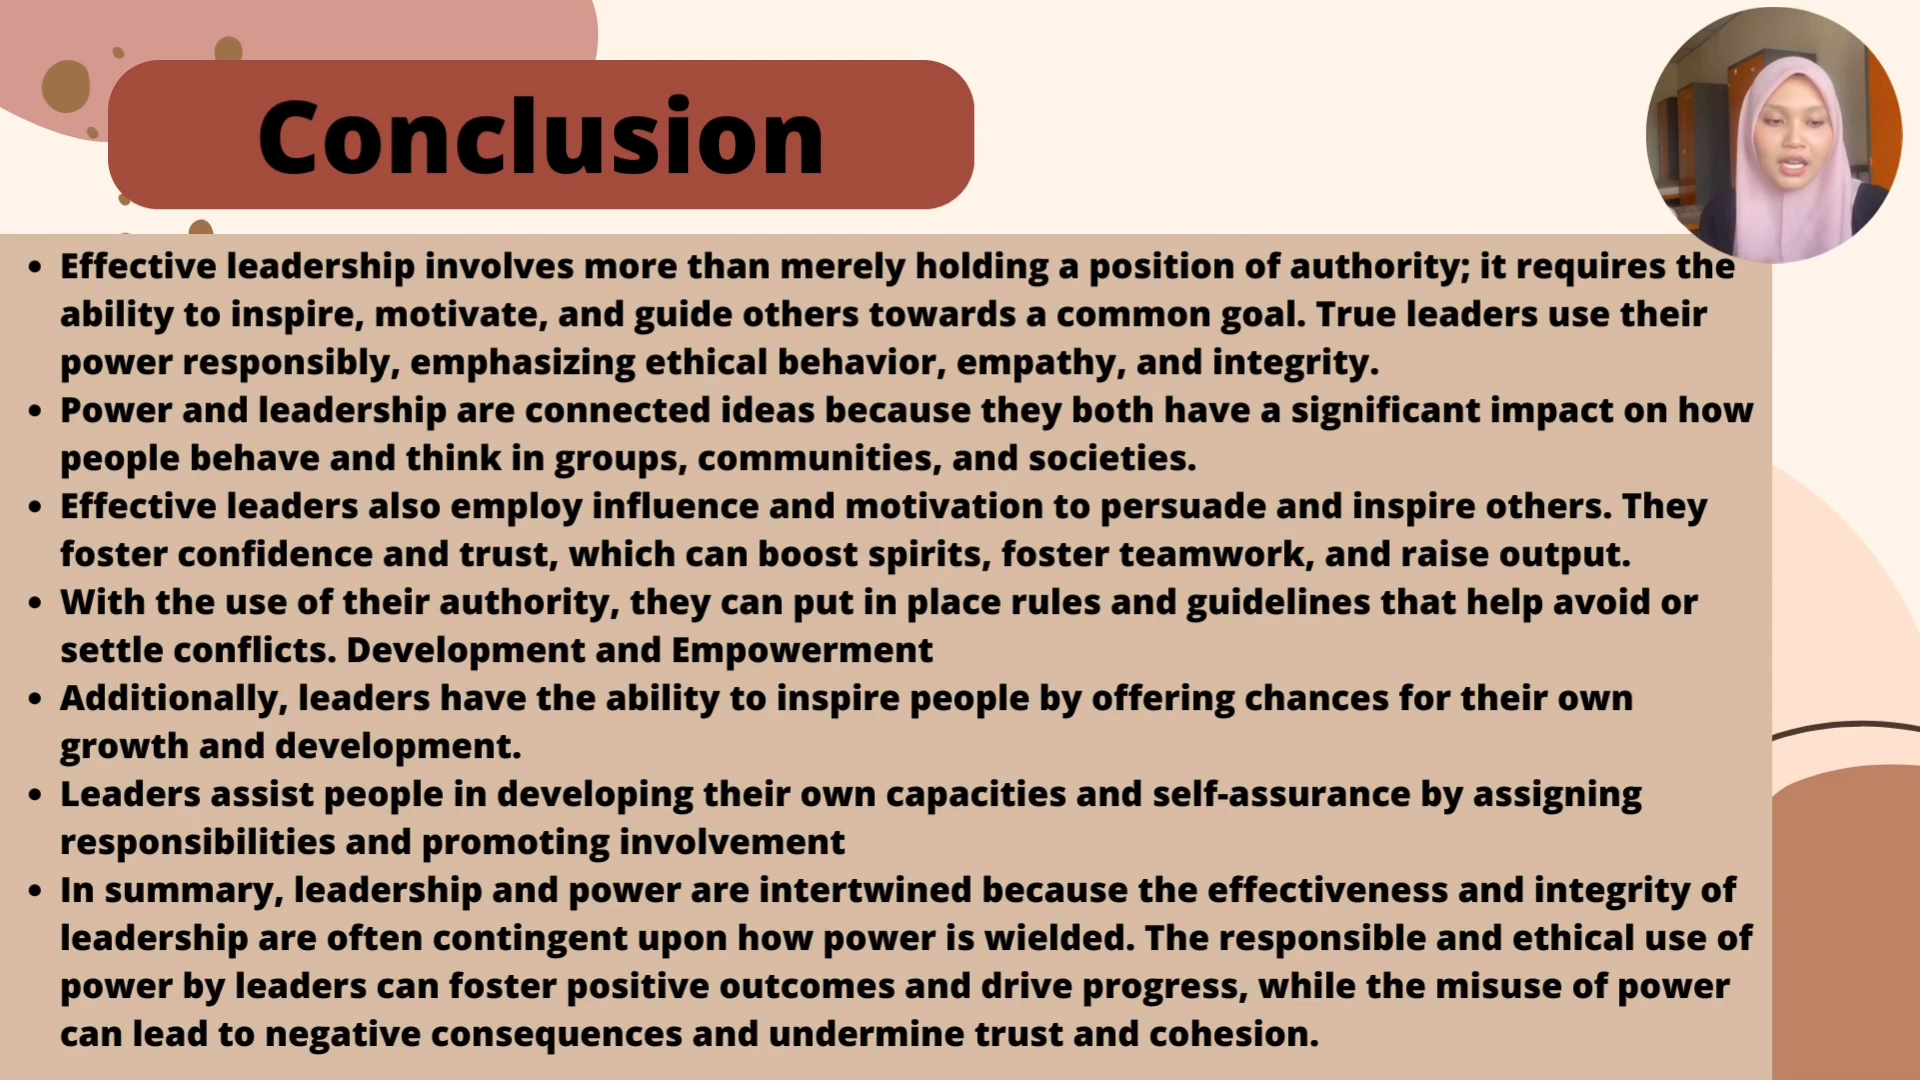 Conclusion
• Effective leadership involves more than merely holding a position of authority; it requires the
ability to inspire, motivate, and guide others towards a common goal. True leaders use their
power responsibly, emphasizing ethical behavior, empathy, and integrity.
• Power and leadership are connected ideas because they both have a significant impact on how
people behave and think in groups, communities, and societies.
• Effective leaders also employ influence and motivation to persuade and inspire others. They
foster confidence and trust, which can boost spirits, foster teamwork, and raise output.
• With the use of their authority, they can put in place rules and guidelines that help avoid or
settle conflicts. Development and Empowerment
• Additionally, leaders have the ability to inspire people by offering chances for their own
growth and development.
• Leaders assist people in developing their own capacities and self-assurance by assigning
responsibilities and promoting involvement
• In summary, leadership and power are intertwined because the effectiveness and integrity of
leadership are often contingent upon how power is wielded. The responsible and ethical use of
power by leaders can foster positive outcomes and drive progress, while the misuse of power
can lead to negative consequences and undermine trust and cohesion.